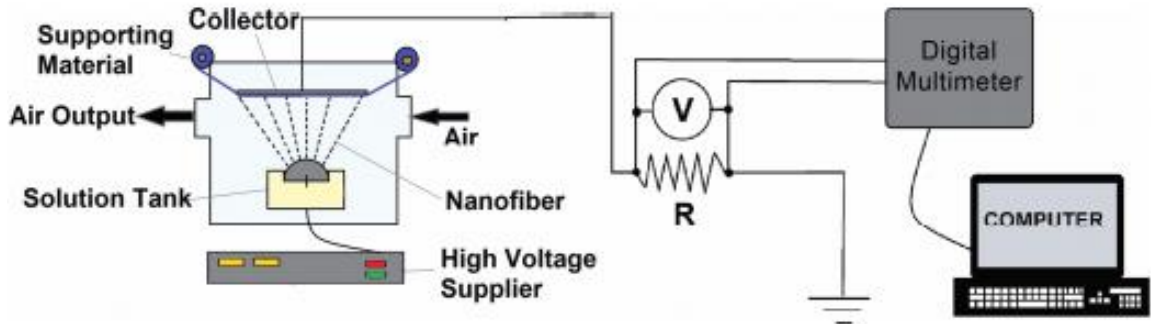 Collector
Supporting
Material
Air Output
Air
Solution Tank
Nanofiber
High Voltage
Supplier
V
R
Digital
Multimeter
COMPUTER